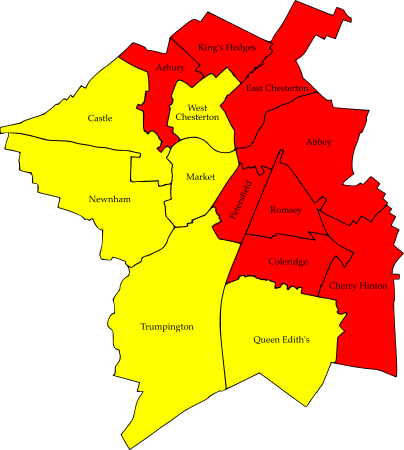 King's Hedges
Arbury
East Chesterton
West
Chesterton
Castle
Abbey
Market
Newnham
Petersfield
Romsey
Coleridge
Cherry Hinton
Trumpington
Queen Edith's